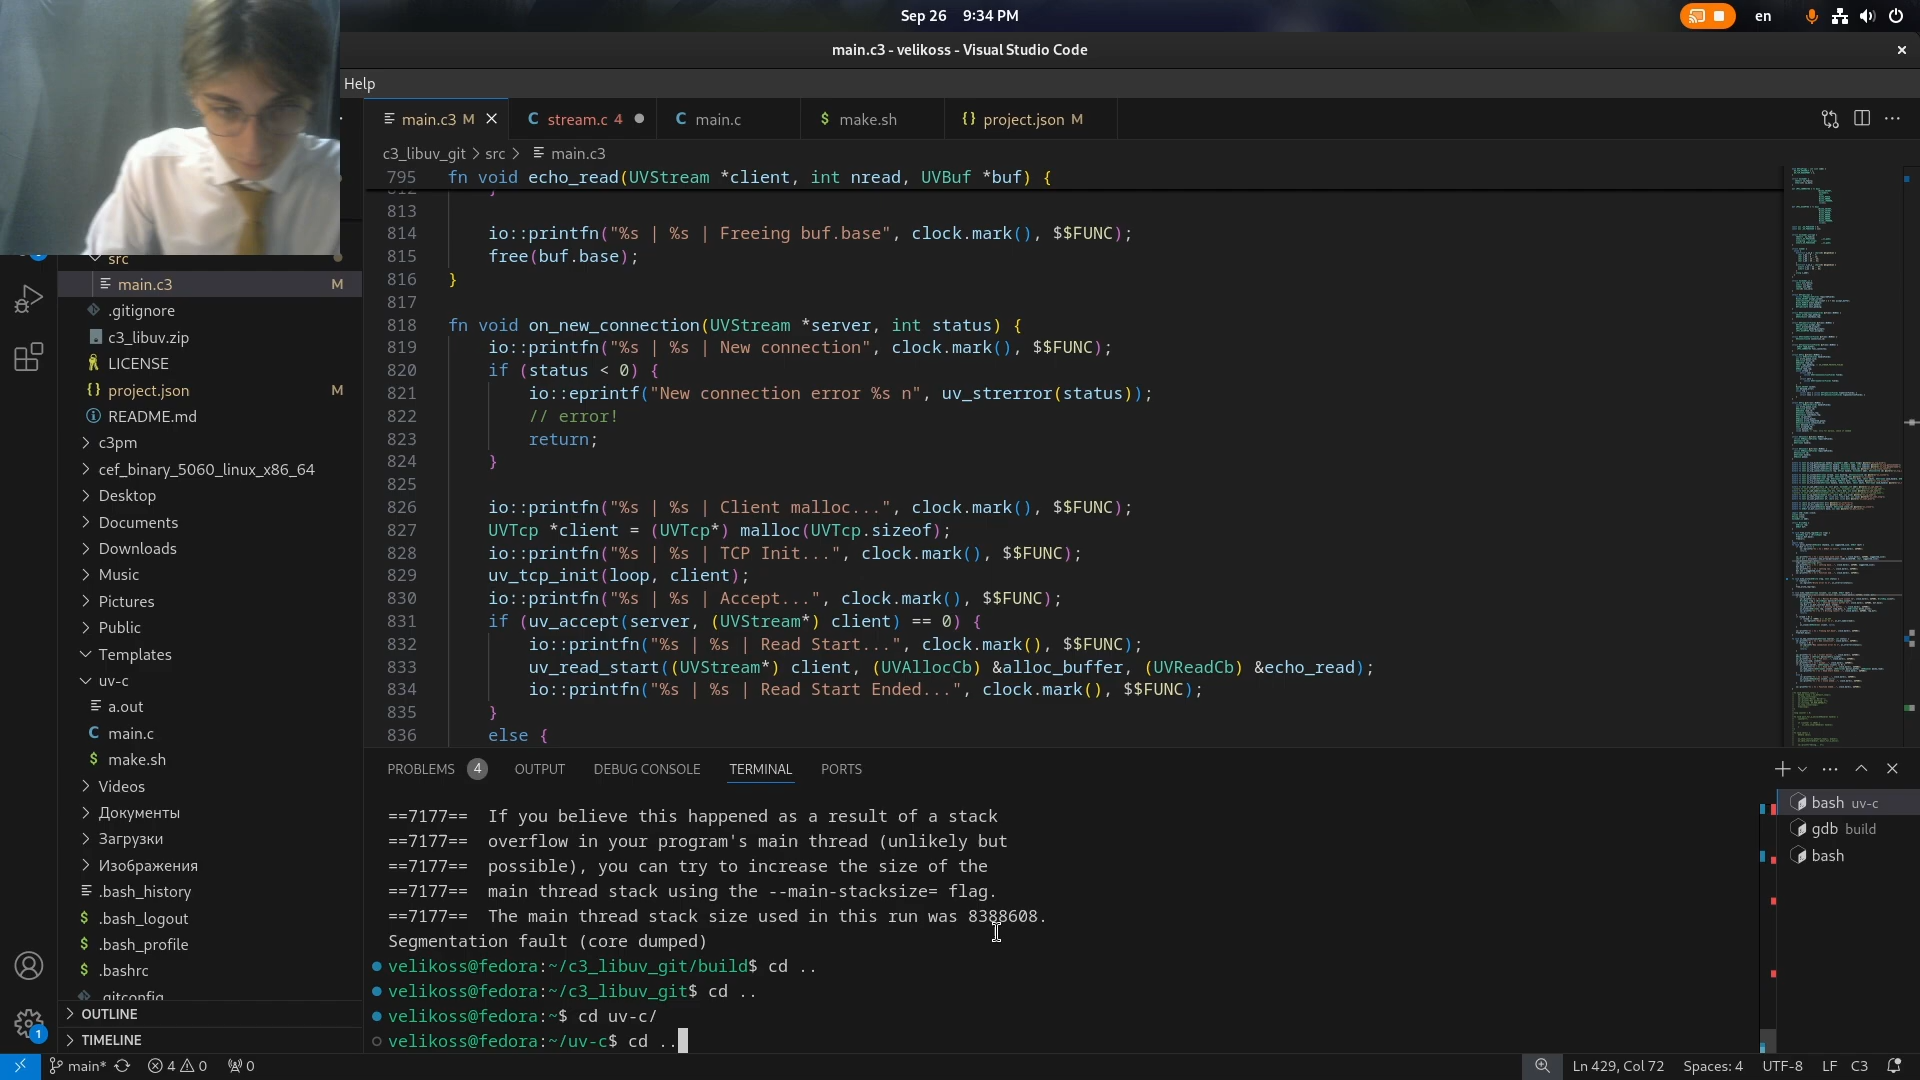 Sep 26 9:34 PM
en
main.c3 - velikoss - Visual Studio Code
Help
main.c3 M
stream.c 4
main.c
make.sh
project.json M
c3_libuv_git > src > main.c3
795 fn void echo_read(UVStream *client, int nread, UVBuf *buf) {
813
814 io::printfn("%s | %s | Freeing buf.base", clock.mark(), $$FUNC);
815 free(buf.base);
816 }
817
818 fn void on_new_connection(UVStream *server, int status) {
819 io::printfn("%s | %s | New connection", clock.mark(), $$FUNC);
820 if (status < 0) {
821 io::eprintf("New connection error %s n", uv_strerror(status));
822 // error!
823 return;
824 }
825
826 io::printfn("%s | %s | Client malloc...", clock.mark(), $$FUNC);
827 UVTcp *client = (UVTcp*) malloc(UVTcp.sizeof);
828 io::printfn("%s | %s | TCP Init...", clock.mark(), $$FUNC);
829 uv_tcp_init(loop, client);
830 io::printfn("%s | %s | Accept...", clock.mark(), $$FUNC);
831 if (uv_accept(server, (UVStream*) client) == 0) {
832 io::printfn("%s | %s | Read Start...", clock.mark(), $$FUNC);
833 uv_read_start((UVStream*) client, (UVAllocCb) &alloc_buffer, (UVReadCb) &echo_read);
834 io::printfn("%s | %s | Read Start Ended...", clock.mark(), $$FUNC);
835 }
836 else {
src
main.c3 M
.gitignore
c3_libuv.zip
LICENSE
project.json M
README.md
c3pm
cef_binary_5060_linux_x86_64
Desktop
Documents
Downloads
Music
Pictures
Public
Templates
uv-c
a.out
main.c
make.sh
Videos
Документы
Загрузки
Изображения
.bash_history
.bash_logout
.bash_profile
.bashrc
.gitconfig
OUTLINE
TIMELINE
PROBLEMS 4 OUTPUT DEBUG CONSOLE TERMINAL PORTS
==7177== If you believe this happened as a result of a stack
==7177== overflow in your program's main thread (unlikely but
==7177== possible), you can try to increase the size of the
==7177== main thread stack using the --main-stacksize= flag.
==7177== The main thread stack size used in this run was 8388608.
Segmentation fault (core dumped)
velikoss@fedora:~/c3_libuv_git/build$ cd ..
velikoss@fedora:~/c3_libuv_git$ cd ..
velikoss@fedora:~$ cd uv-c/
velikoss@fedora:~/uv-c$ cd ..
bash uv-c
gdb build
bash
1
main* 4 0 0
Ln 429, Col 72 Spaces: 4 UTF-8 LF C3